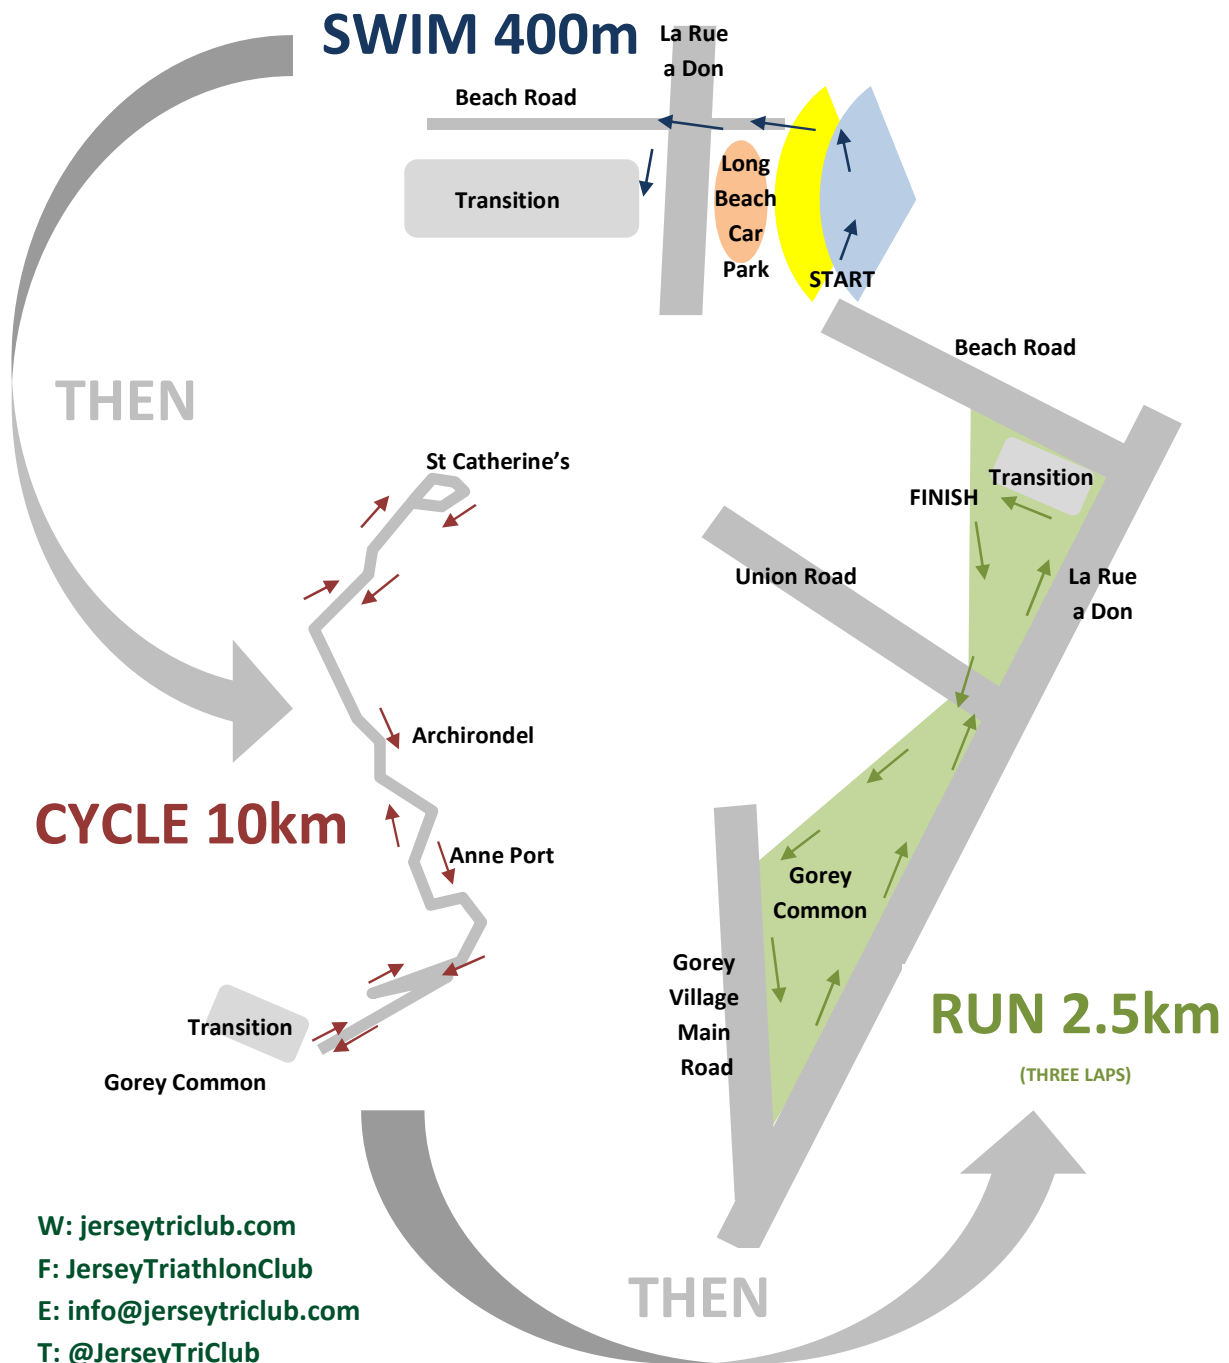 SWIM 400m
La Rue
a Don
Beach Road
Transition
Long
Beach
Car
Park
START
THEN
St Catherine's
Archirondel
CYCLE 10km
Anne Port
Transition
Gorey Common
Beach Road
Transition
FINISH
Union Road
La Rue
a Don
Gorey
Common
Gorey
Village
Main
Road
RUN 2.5km
(THREE LAPS)
THEN
W: jerseytriclub.com
F: JerseyTriathlonClub
E: info@jerseytriclub.com
T: @JerseyTriClub